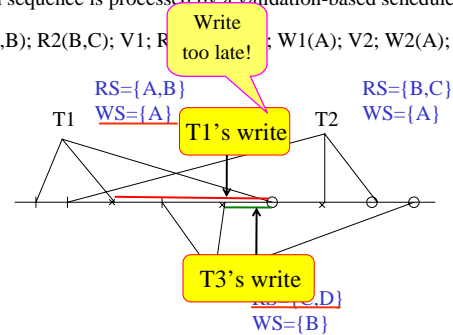 sequence is processed by a validation-based schedule
,B); R2(B,C); V1; R ; W1(A); V2; W2(A);
Write
too late!
RS={A,B}
WS={A}
RS={B,C}
WS={A}
T1
T1's write
T2
T3's write
WS={B}